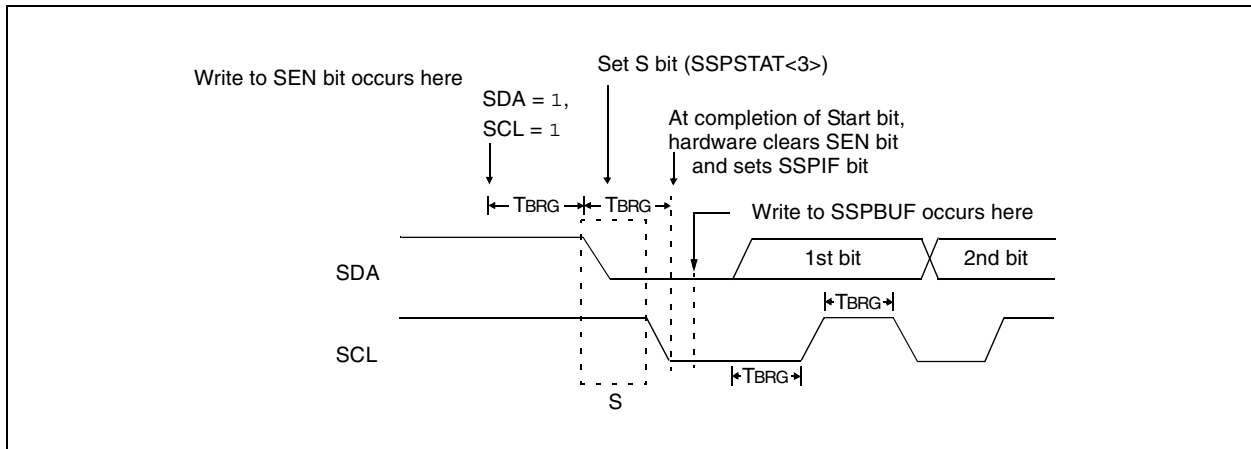 Write to SEN bit occurs here
Set S bit (SSPSTAT<3>)
SDA = 1,
SCL = 1
At completion of Start bit,
hardware clears SEN bit
and sets SSPIF bit
TBRG
TBRG
Write to SSPBUF occurs here
SDA
1st bit
2nd bit
TBRG
SCL
TBRG
S